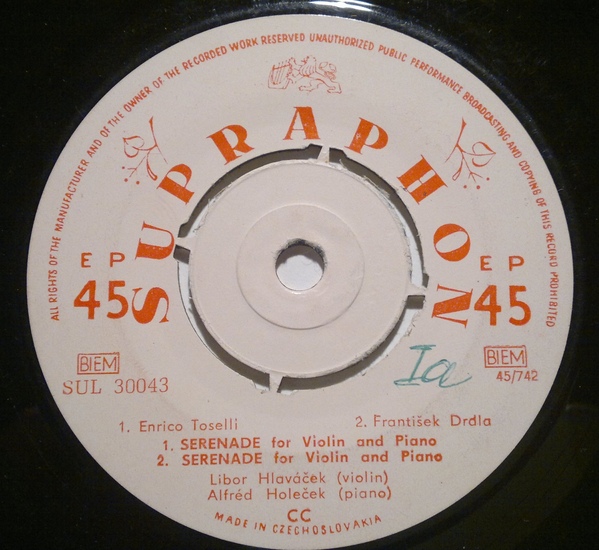 ALL RIGHTS OF THE MANUFACTURER AND OF THE OWNER OF THE RECORDED WORK RESERVED UNAUTHORIZED PUBLIC PERFORMANCE BROADCASTING AND COPYING OF THIS RECORD PROHIBITED
SUPRAPHON
EP
45
EP
45
BIEM
SUL 30043
Ia
BIEM
45/742
1. Enrico Toselli
2. František Drdla
1. SERENADE for Violin and Piano
2. SERENADE for Violin and Piano
Libor Hlaváček (violin)
Alfréd Holeček (piano)
CC
MADE IN CZECHOSLOVAKIA